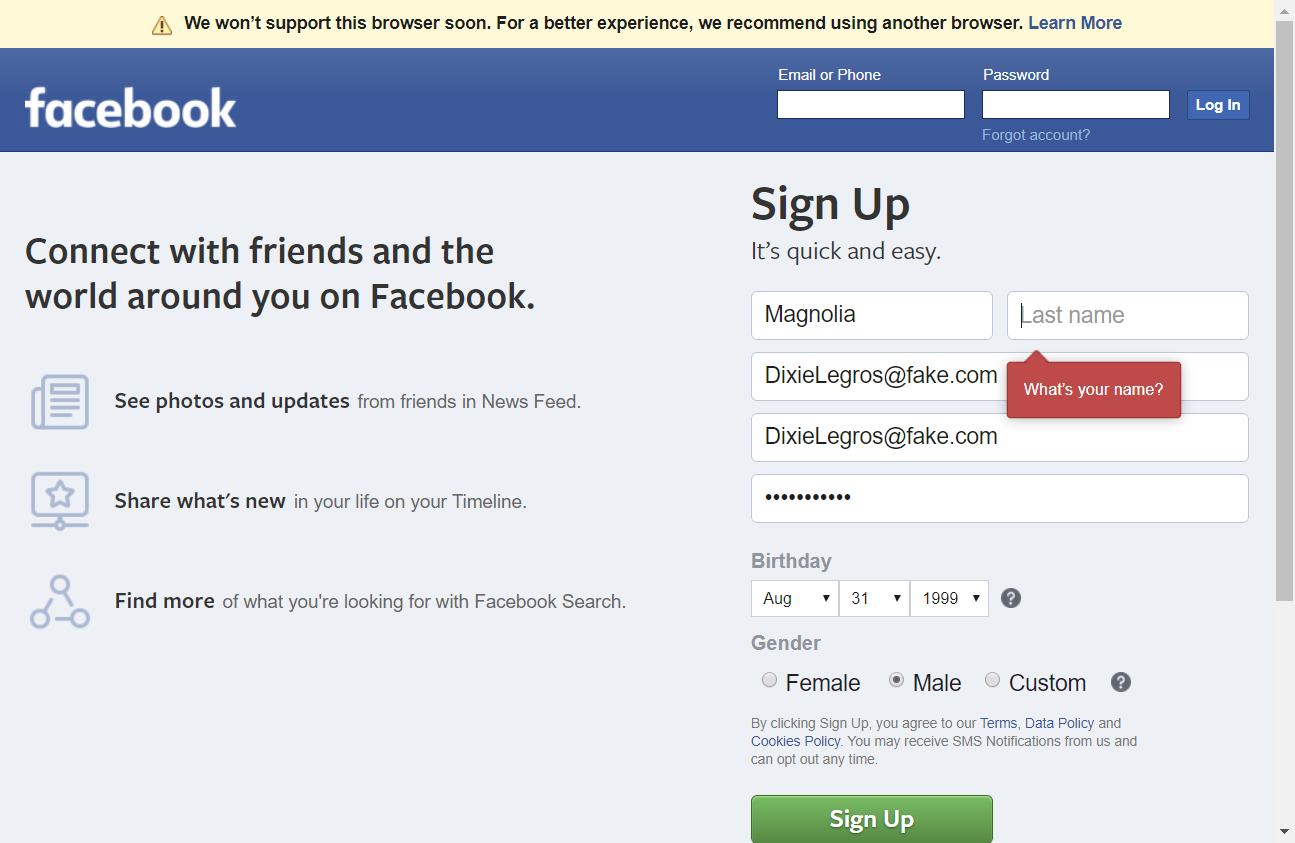 We won’t support this browser soon. For a better experience, we recommend using another browser. Learn More
facebook
Email or Phone
Password
Log In
Forgot account?
Connect with friends and the
world around you on Facebook.
See photos and updates from friends in News Feed.
Share what's new in your life on your Timeline.
Find more of what you're looking for with Facebook Search.
Sign Up
It’s quick and easy.
Magnolia
Last name
DixieLegros@fake.com
What's your name?
DixieLegros@fake.com
•••••••••••
Birthday
Aug 31 1999 ?
Gender
Female Male Custom ?
By clicking Sign Up, you agree to our Terms, Data Policy and
Cookies Policy. You may receive SMS Notifications from us and
can opt out any time.
Sign Up